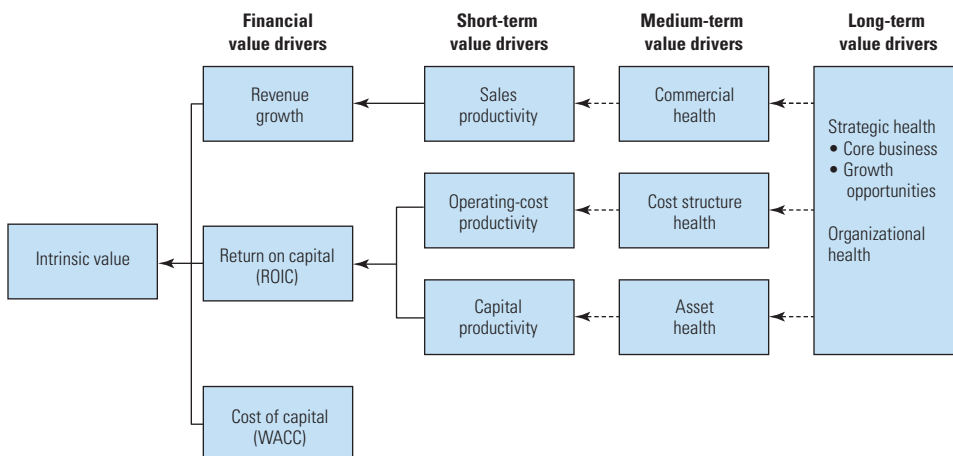 Financial
value drivers
Short-term
value drivers
Medium-term
value drivers
Long-term
value drivers
Revenue
growth
Sales
productivity
Commercial
health
Strategic health
• Core business
• Growth
opportunities
Organizational
health
Operating-cost
productivity
Cost structure
health
Intrinsic value
Return on capital
(ROIC)
Capital
productivity
Asset
health
Cost of capital
(WACC)